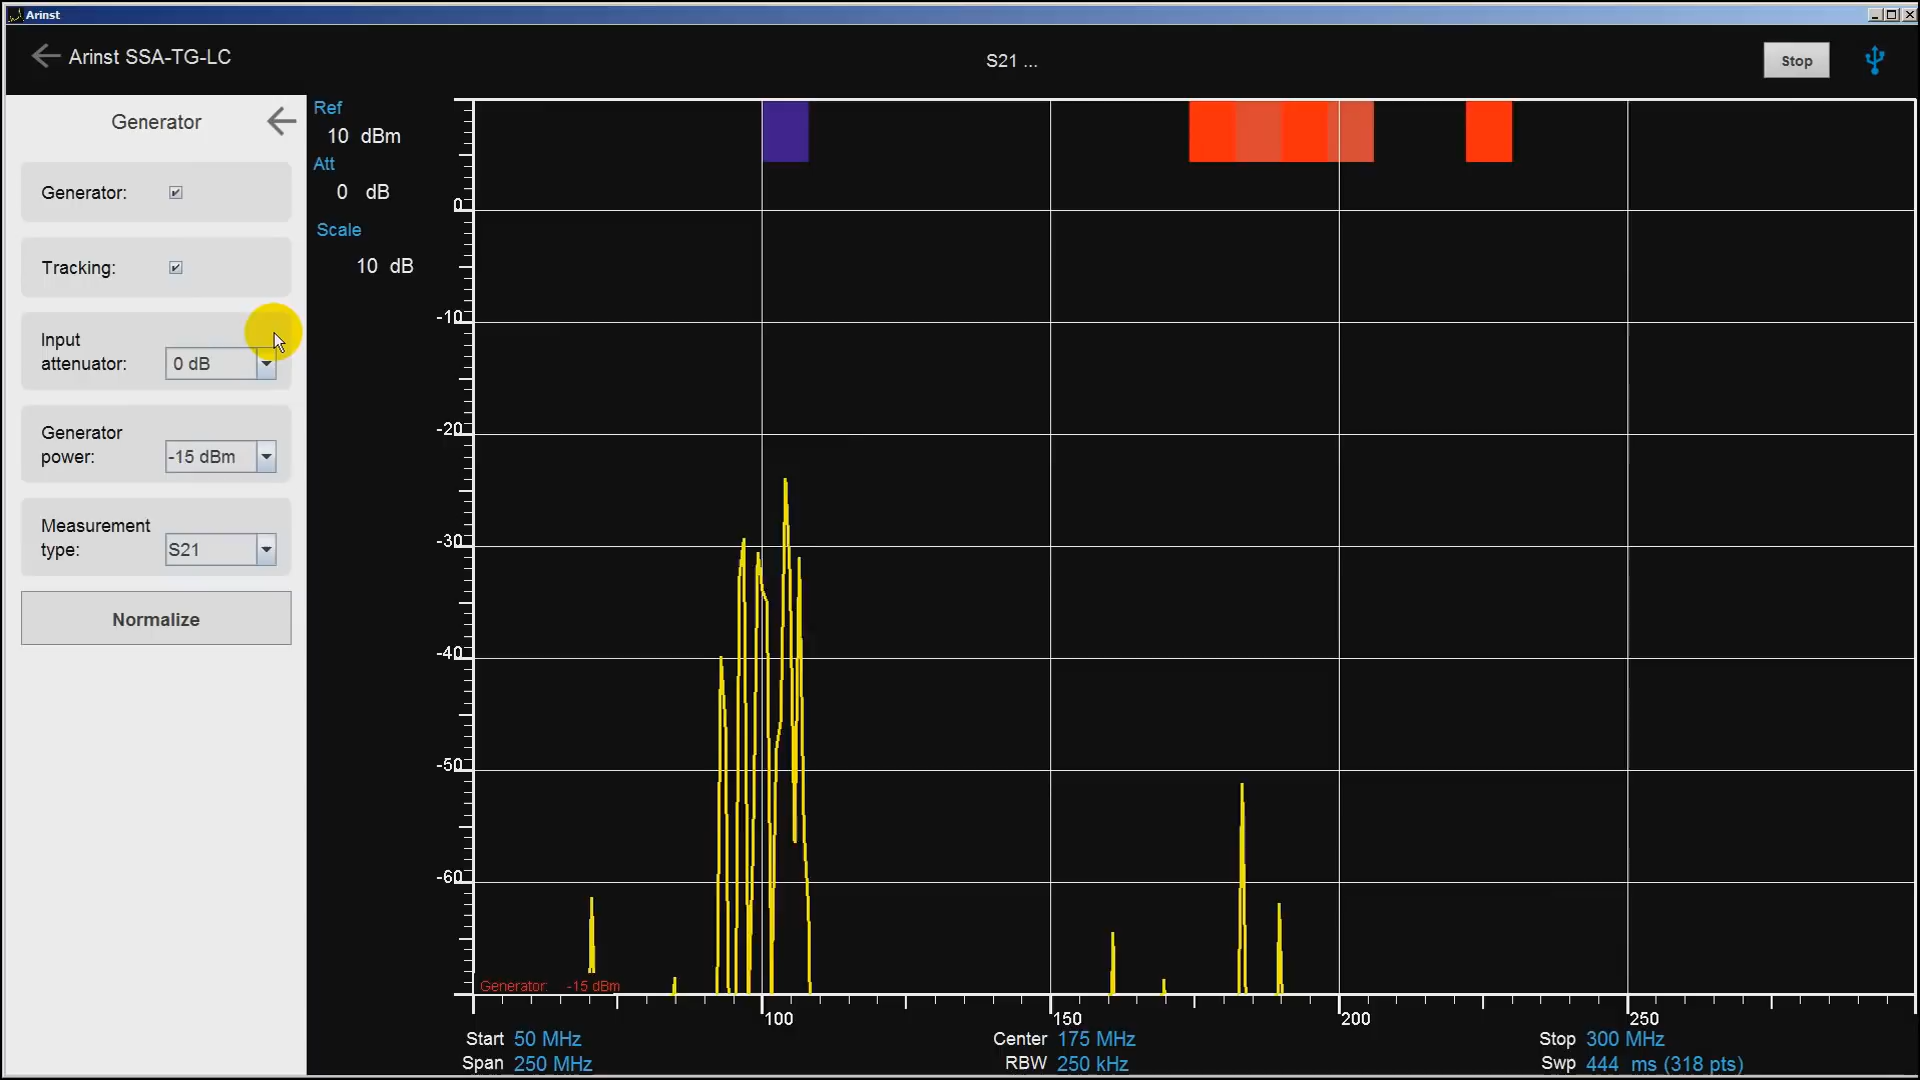 Arinst
Arinst SSA-TG-LC
S21 ...
Stop
Generator
Generator:
Tracking:
Input
attenuator:
0 dB
Generator
power:
-15 dBm
Measurement
type:
S21
Normalize
Ref
10 dBm
Att
0 dB
Scale
10 dB
0
-10
-20
-30
-40
-50
-60
Generator: -15 dBm
100
150
200
250
Start 50 MHz
Center 175 MHz
Stop 300 MHz
Span 250 MHz
RBW 250 kHz
Swp 444 ms (318 pts)